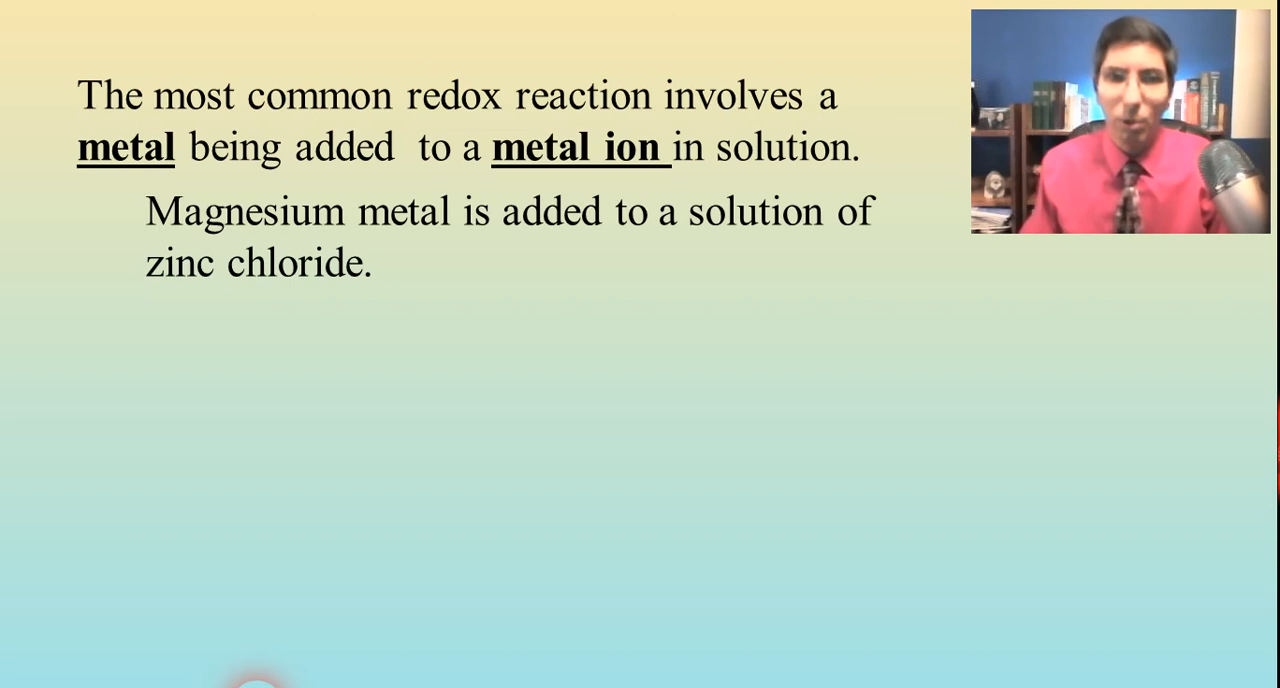 The most common redox reaction involves a
metal being added to a metal ion in solution.
Magnesium metal is added to a solution of
zinc chloride.